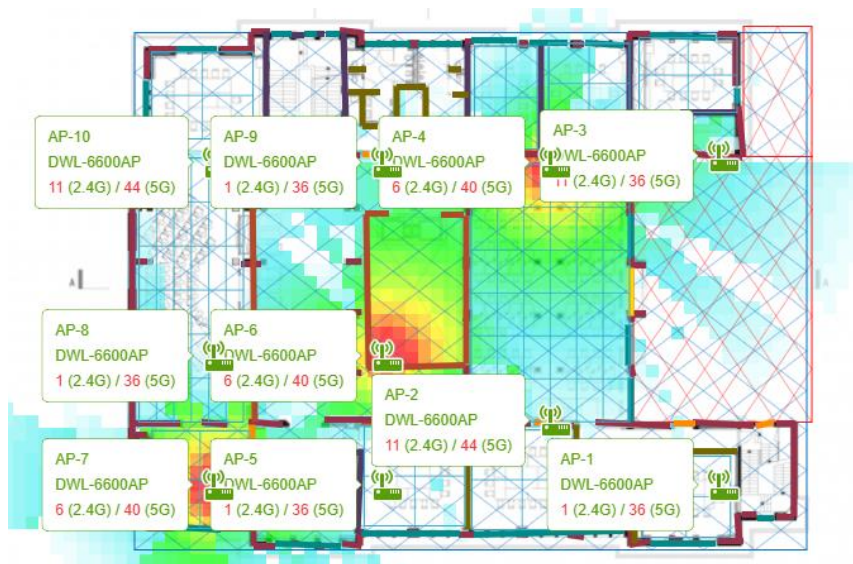 AP-10
DWL-6600AP
11 (2.4G) / 44 (5G)
AP-9
DWL-6600AP
1 (2.4G) / 36 (5G)
AP-4
DWL-6600AP
6 (2.4G) / 40 (5G)
AP-3
DWL-6600AP
11 (2.4G) / 36 (5G)
A
A
AP-8
DWL-6600AP
1 (2.4G) / 36 (5G)
AP-6
DWL-6600AP
6 (2.4G) / 40 (5G)
AP-2
DWL-6600AP
11 (2.4G) / 44 (5G)
AP-7
DWL-6600AP
6 (2.4G) / 40 (5G)
AP-5
DWL-6600AP
1 (2.4G) / 36 (5G)
AP-1
DWL-6600AP
1 (2.4G) / 36 (5G)